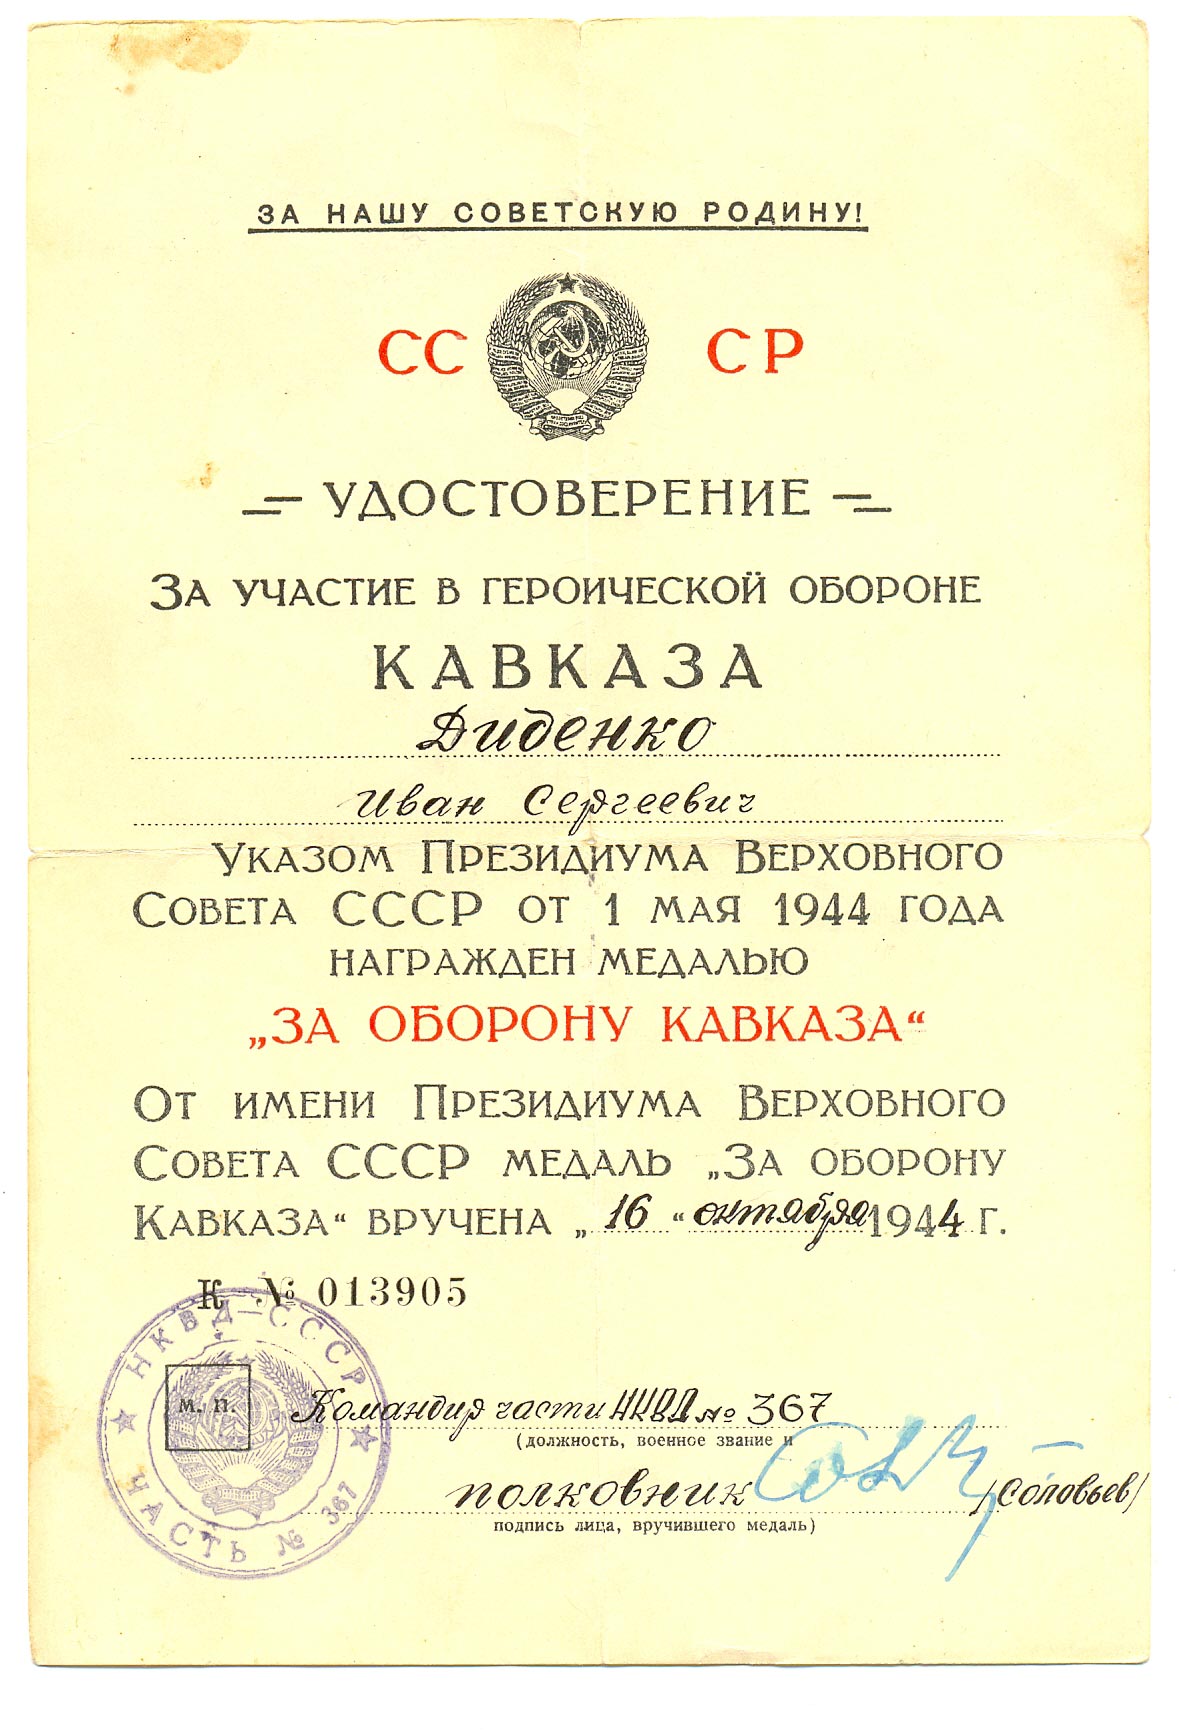 ЗА НАШУ СОВЕТСКУЮ РОДИНУ!
СС СР
УДОСТОВЕРЕНИЕ
ЗА УЧАСТИЕ В ГЕРОИЧЕСКОЙ ОБОРОНЕ
КАВКАЗА
Диденко
Иван Сергеевич
УКАЗОМ ПРЕЗИДИУМА ВЕРХОВНОГО
СОВЕТА СССР ОТ 1 МАЯ 1944 ГОДА
НАГРАЖДЕН МЕДАЛЬЮ
„ЗА ОБОРОНУ КАВКАЗА“
ОТ ИМЕНИ ПРЕЗИДИУМА ВЕРХОВНОГО
СОВЕТА СССР МЕДАЛЬ „ЗА ОБОРОНУ
КАВКАЗА“ ВРУЧЕНА „16“ октября 1944 Г.
К № 013905
НКВД-СССР
ЧАСТЬ № 367
М. П.
Командир части НКВД № 367
(должность, военное звание и
полковник /Соловьев/
подпись лица, вручившего медаль)